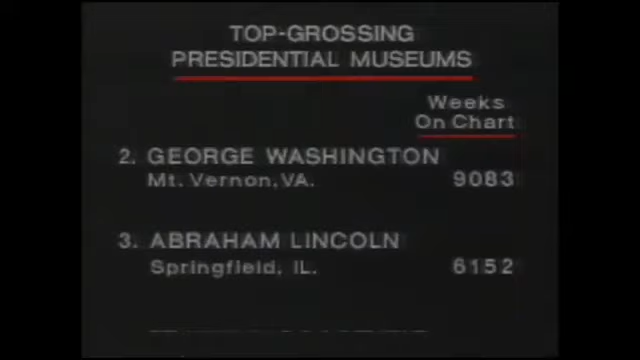 TOP-GROSSING
PRESIDENTIAL MUSEUMS
Weeks
On Chart
2. GEORGE WASHINGTON
Mt. Vernon, VA. 9083
3. ABRAHAM LINCOLN
Springfield, IL. 6152